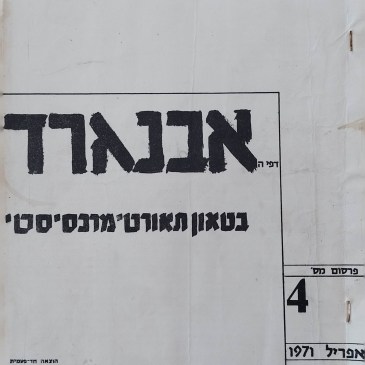 דפי ה אבנגרד
בטאון תאורטי מרכסיסטי
פרסום מס'
4
אפריל 1971
הוצאה חד-פעמית